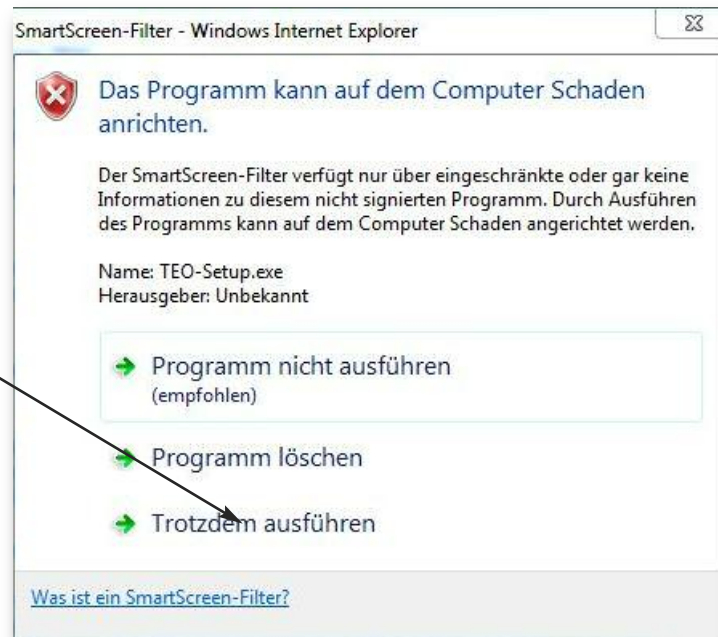 SmartScreen-Filter - Windows Internet Explorer
Das Programm kann auf dem Computer Schaden
anrichten.
Der SmartScreen-Filter verfügt nur über eingeschränkte oder gar keine
Informationen zu diesem nicht signierten Programm. Durch Ausführen
des Programms kann auf dem Computer Schaden angerichtet werden.
Name: TEO-Setup.exe
Herausgeber: Unbekannt
Programm nicht ausführen
(empfohlen)
Programm löschen
Trotzdem ausführen
Was ist ein SmartScreen-Filter?